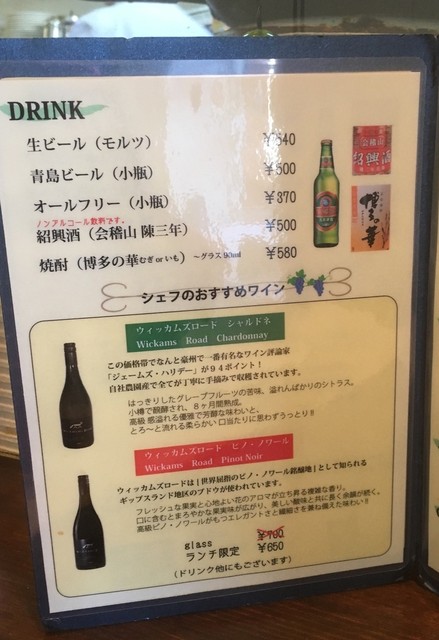 DRINK
生ビール（モルツ） ¥540
青島ビール（小瓶） ¥500
オールフリー（小瓶） ¥370
ノンアルコール飲料です。
紹興酒（会稽山 陳三年） ¥500
焼酎（博多の華むぎ or いも） ～グラス 90ml ¥580
会稽山
紹興酒
博多の華
シェフのおすすめワイン
ウィッカムズロード　シャルドネ
Wickams Road Chardonnay
この価格帯でなんと豪州で一番有名なワイン評論家
「ジェームズ・ハリデー」が９４ポイント！
自社農園産で全てが丁寧に手摘みで収穫されています。
はっきりしたグレープフルーツの苦味、溢れんばかりのシトラス。
小樽で醗酵され、８ヶ月間熟成。
高級感溢れる優雅で芳醇な味わいと、
とろ～と流れる柔らかい口当たりに思わずうっとり!!
ウィッカムズロード　ピノ・ノワール
Wickams Road Pinot Noir
ウィッカムズロードは[世界屈指のピノ・ノワール銘醸地]として知られる
ギップスランド地区のブドウが使われています。
フレッシュな果実と心地よい花のアロマが立ち昇る複雑な香り。
口に含むとまろやかな果実味が広がり、美しい酸味と共に長く余韻が続く。
高級ピノ・ノワールがもつエレガントさと繊細さを兼ね備えた味わい!!
¥700
glass
ランチ限定 ¥650
（ドリンク他にもございます）